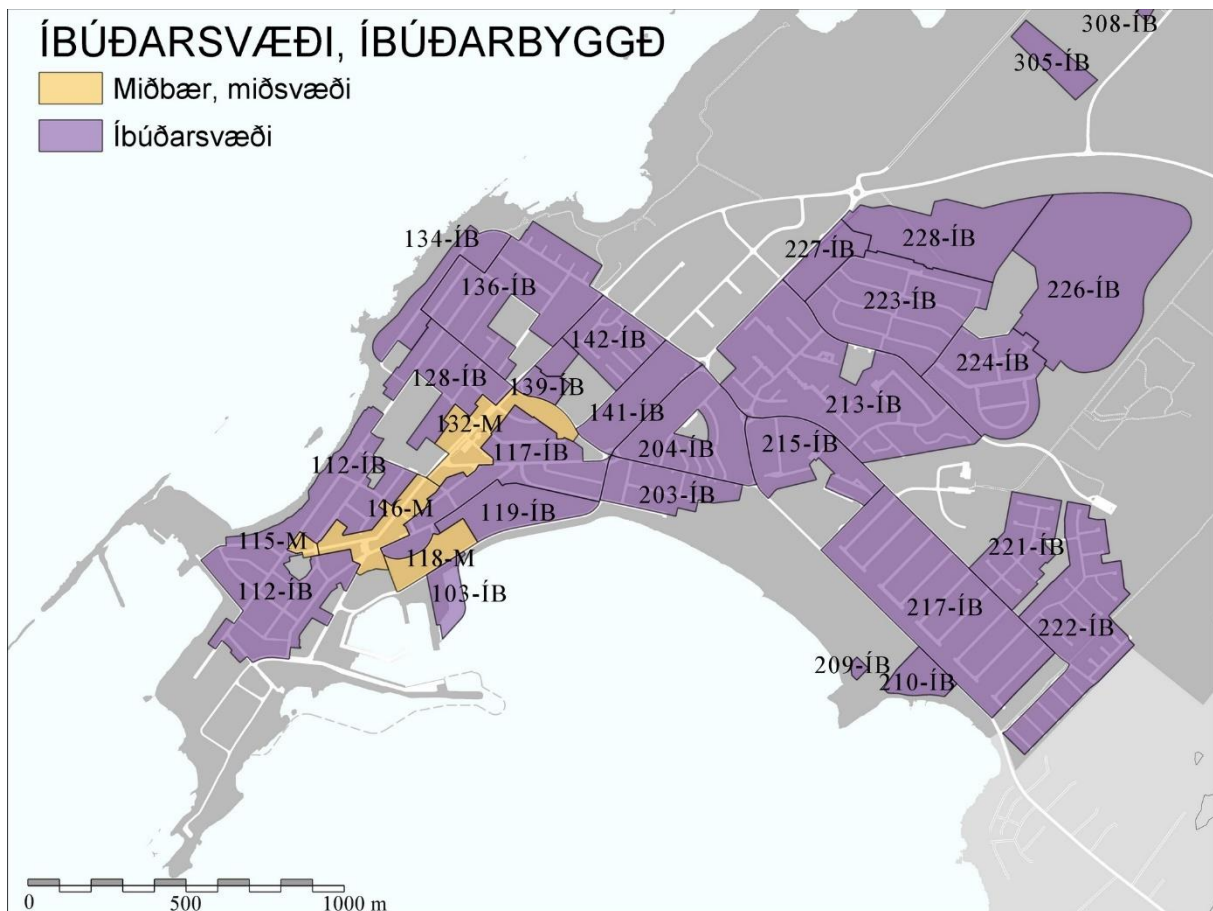 ÍBÚÐARSVÆÐI, ÍBÚÐARBYGGÐ
Miðbær, miðsvæði
Íbúðarsvæði
308-ÍB
305-ÍB
134-ÍB
227-ÍB
228-ÍB
136-ÍB
223-ÍB
226-ÍB
142-ÍB
224-ÍB
128-ÍB
139-ÍB
213-ÍB
141-ÍB
132-M
204-ÍB
215-ÍB
117-ÍB
112-ÍB
203-ÍB
116-M
119-ÍB
115-M
221-ÍB
118-M
112-ÍB
103-ÍB
217-ÍB
222-ÍB
209-ÍB
210-ÍB
0 500 1000 m